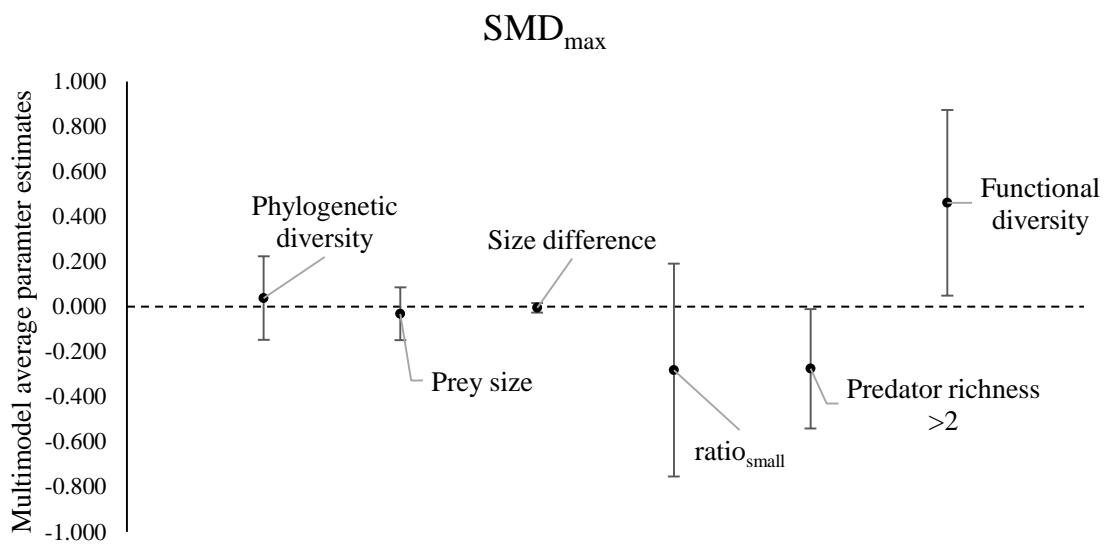 SMDmax
Multimodel average paramter estimates
1.000
0.800
0.600
0.400
0.200
0.000
-0.200
-0.400
-0.600
-0.800
-1.000
Phylogenetic
diversity
Prey size
Size difference
ratiosmall
Predator richness
>2
Functional
diversity